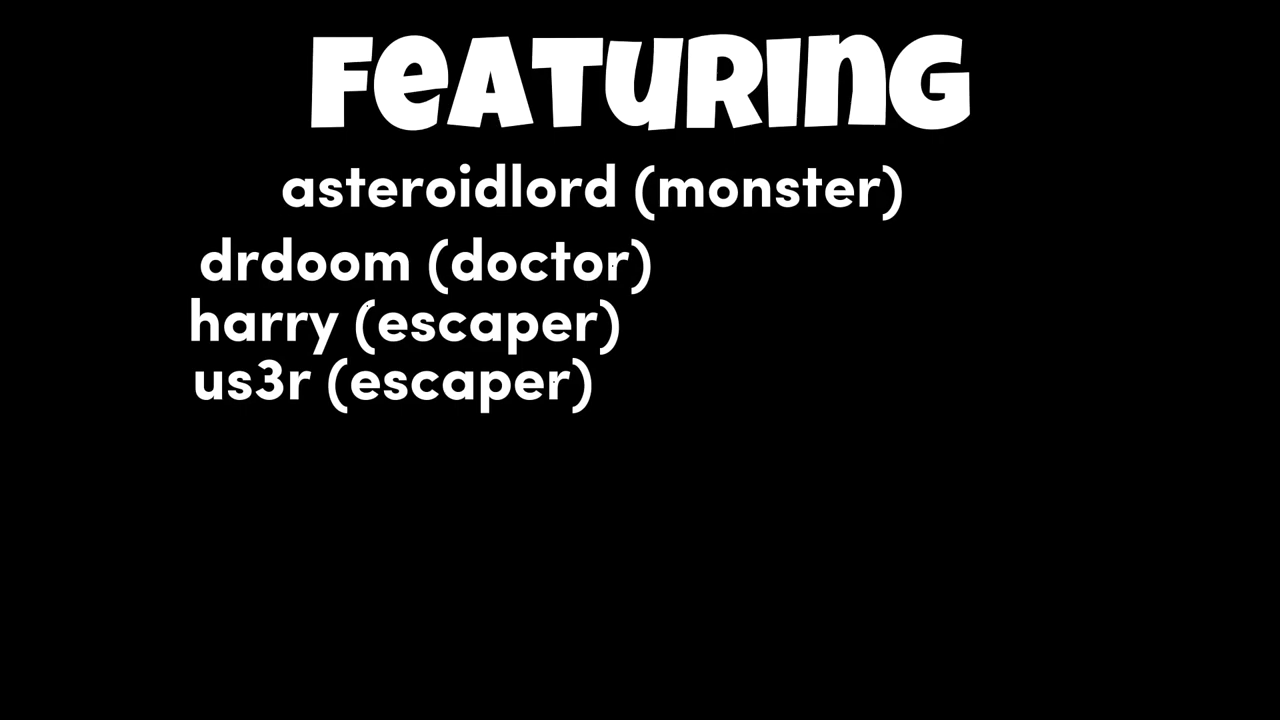 FeATuRInG
asteroidlord (monster)
drdoom (doctor)
harry (escaper)
us3r (escaper)